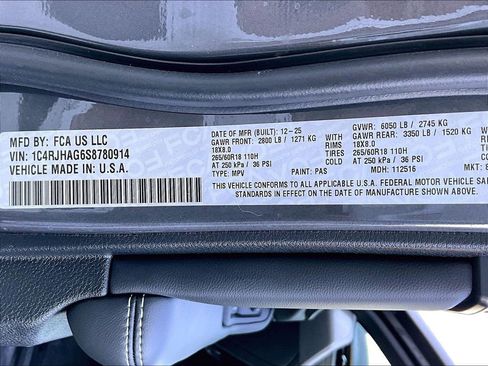 MFD BY: FCA US LLC
VIN: 1C4RJHAG6S8780914
VEHICLE MADE IN: U.S.A.
DATE OF MFR (BUILT): 12-25
GAWR FRONT: 2800 LB / 1271 KG
18X8.0
265/60R18 110H
AT 250 kPa / 36 PSI
TYPE: MPV
PAINT: PAS
GVWR: 6050 LB / 2745 KG
GAWR REAR: 3350 LB / 1520 KG
18X8.0 RIMS
TIRES 265/60R18 110H
AT 250 kPa / 36 PSI
MDH: 112516
MKT:
THIS VEHICLE CONFORMS TO ALL APPLICABLE U.S.A. FEDERAL MOTOR VEHICLE SAFE
IN EFFECT ON THE DATE OF MANUFACTURE SHOWN ABOVE.